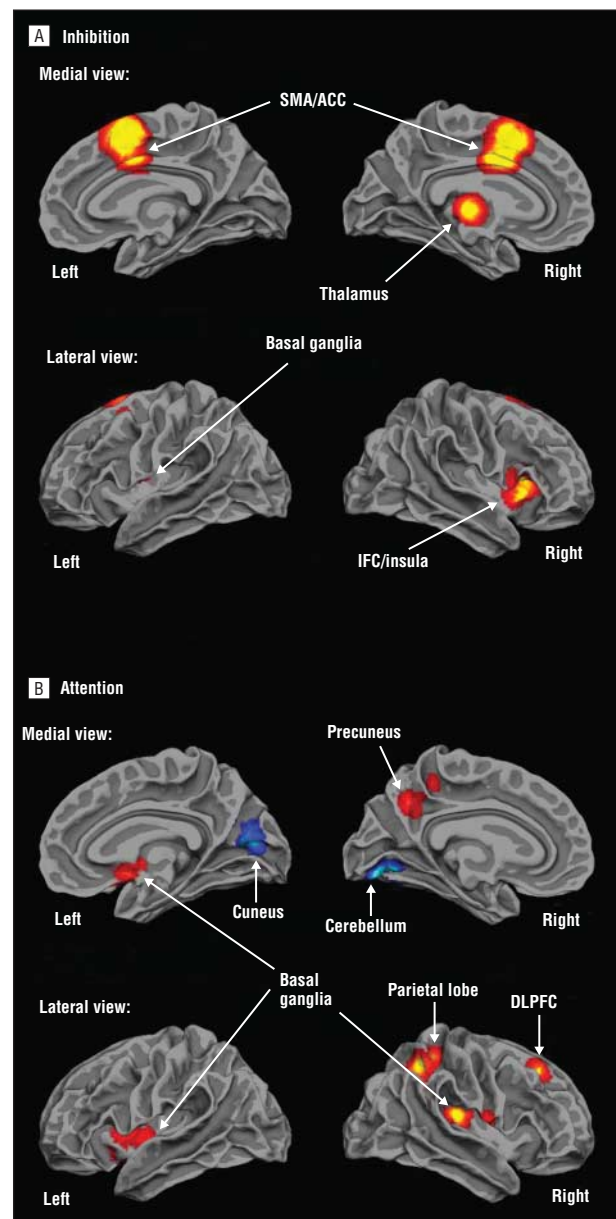 A Inhibition
Medial view:
SMA/ACC
Left
Right
Thalamus
Basal ganglia
Lateral view:
IFC/insula
Left
Right
B Attention
Medial view:
Precuneus
Left
Cuneus
Cerebellum
Right
Basal
ganglia
Parietal lobe
DLPFC
Lateral view:
Left
Right